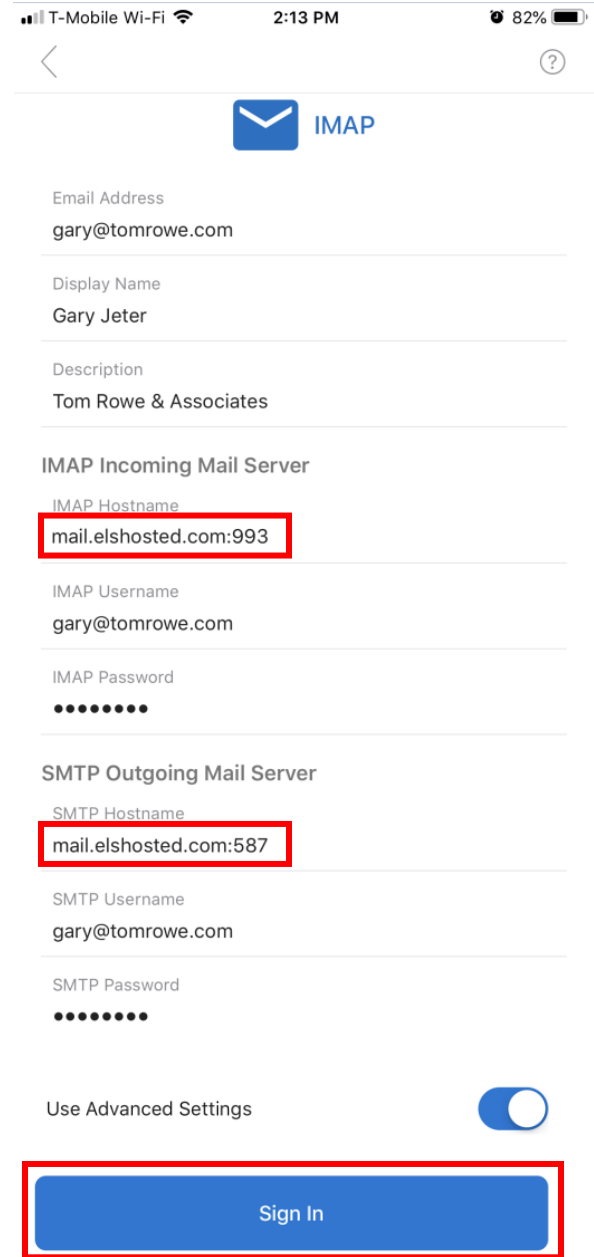 T-Mobile Wi-Fi 2:13 PM 82%
?
IMAP
Email Address
gary@tomrowe.com
Display Name
Gary Jeter
Description
Tom Rowe & Associates
IMAP Incoming Mail Server
IMAP Hostname
mail.elshosted.com:993
IMAP Username
gary@tomrowe.com
IMAP Password
••••••••
SMTP Outgoing Mail Server
SMTP Hostname
mail.elshosted.com:587
SMTP Username
gary@tomrowe.com
SMTP Password
••••••••
Use Advanced Settings
Sign In